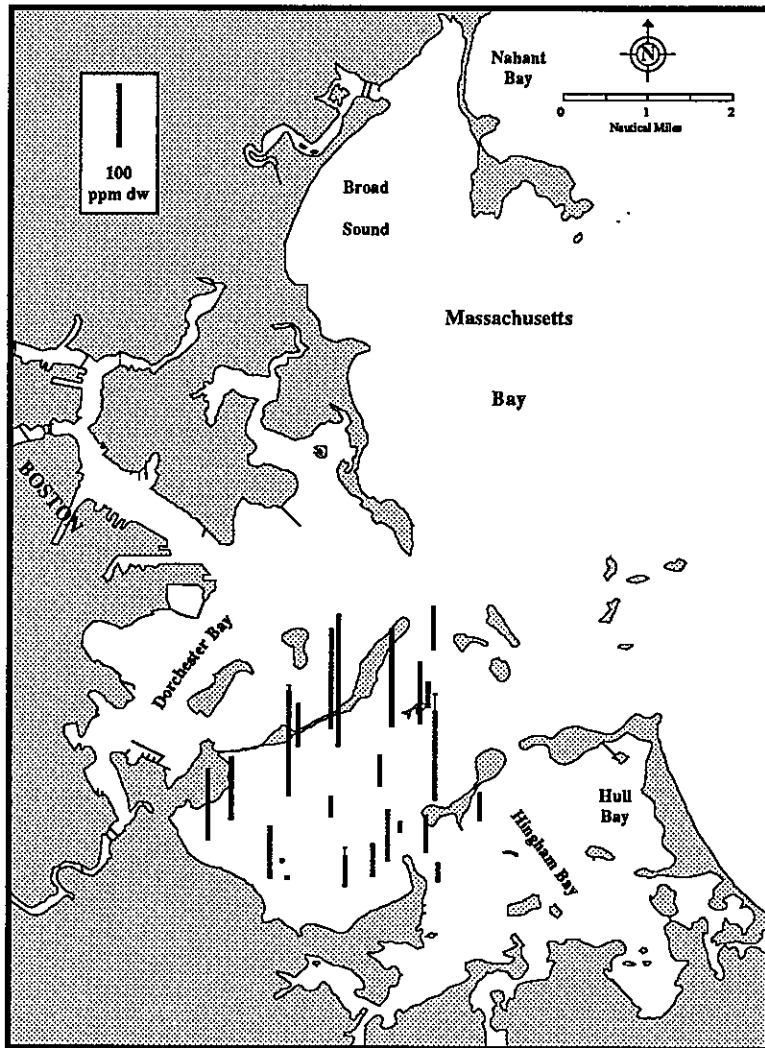 Nahant
Bay
N
0
1
2
Nautical Miles
100
ppm dw
Broad
Sound
Massachusetts
Bay
BOSTON
Dorchester Bay
Hull
Bay
Hingham Bay